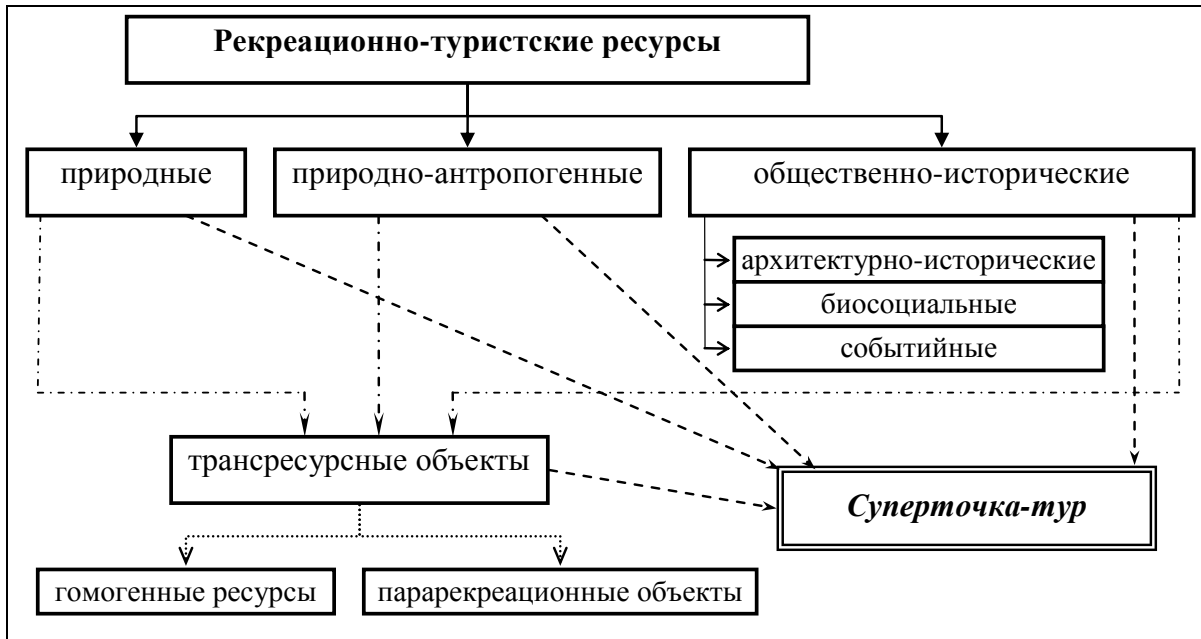 Рекреационно-туристские ресурсы
природные
природно-антропогенные
общественно-исторические
архитектурно-исторические
биосоциальные
событийные
трансресурсные объекты
Суперточка-тур
гомогенные ресурсы
парарекреационные объекты